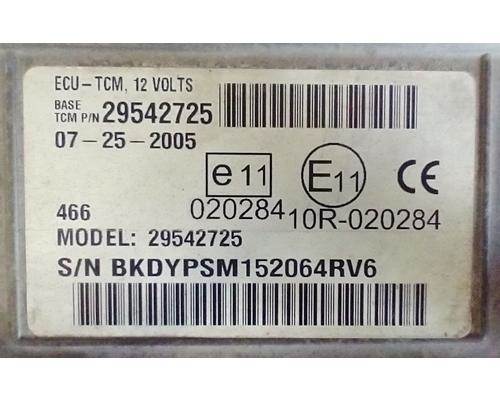 ECU-TCM, 12 VOLTS
BASE
TCM P/N 29542725
07-25-2005
e 11
E11
CE
020284
10R-020284
466
MODEL: 29542725
S/N BKDYPSM152064RV6